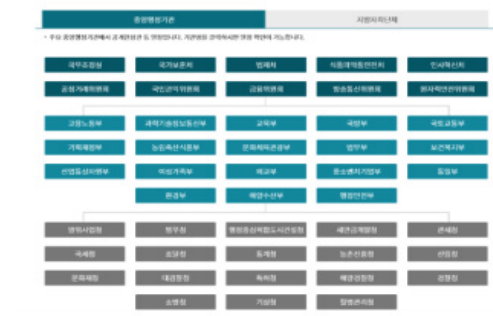 중앙행정기관 지방자치단체
국무조정실 국가보훈처 법제처 식품의약품안전처 인사혁신처
공정거래위원회 국민권익위원회 금융위원회 방송통신위원회 원자력안전위원회
고용노동부 과학기술정보통신부 교육부 국방부 국토교통부
기획재정부 농림축산식품부 문화체육관광부 법무부 보건복지부
산업통상자원부 여성가족부 외교부 중소벤처기업부 통일부
환경부 해양수산부 행정안전부
방위사업청 병무청 행정중심복합도시건설청 새만금개발청 관세청
국세청 조달청 통계청 농촌진흥청 산림청
문화재청 대검찰청 특허청 해양경찰청 경찰청
소방청 기상청 질병관리청